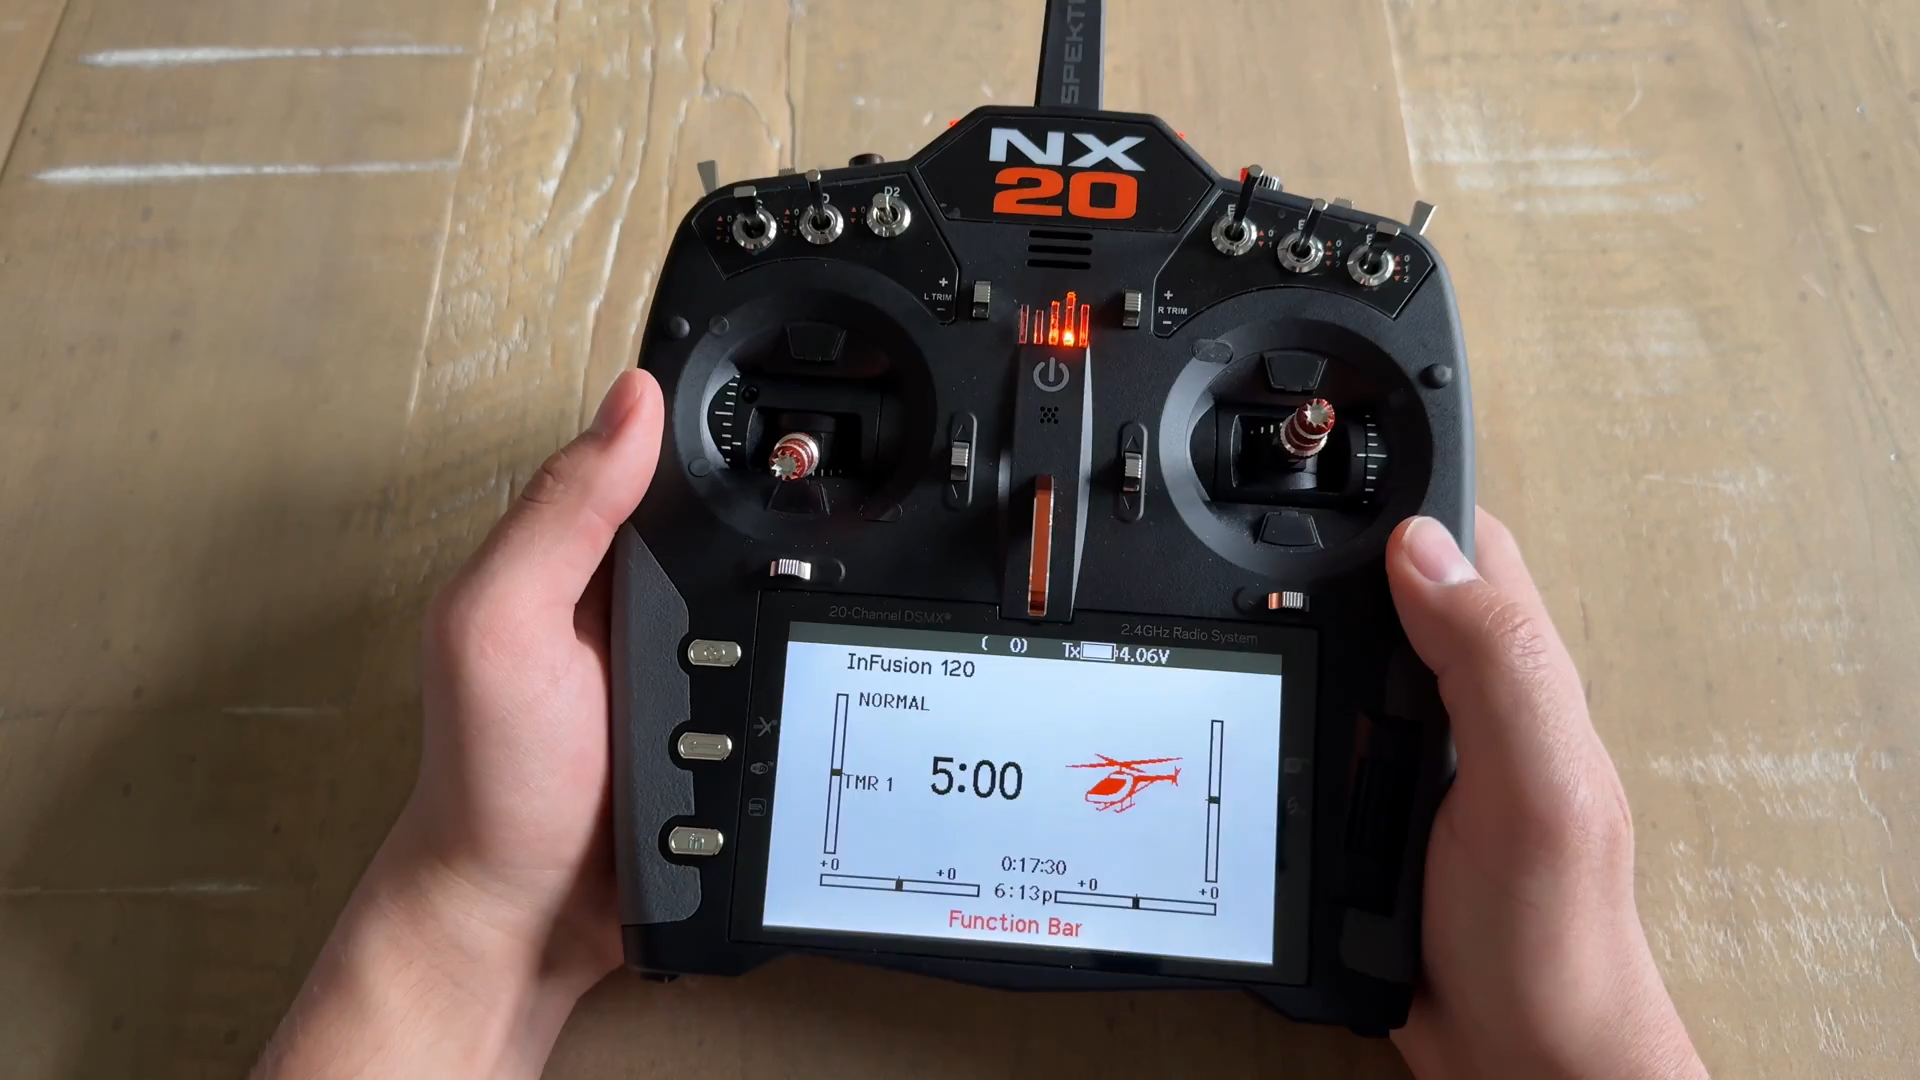 SPEKT
NX
20
D2
+
L TRIM
-
+
R TRIM
-
20-Channel DSMX®
2.4GHz Radio System
( 0) Tx 4.06V
InFusion 120
NORMAL
TMR 1 5:00
+0 +0 0:17:30 +0 +0
6:13p
Function Bar